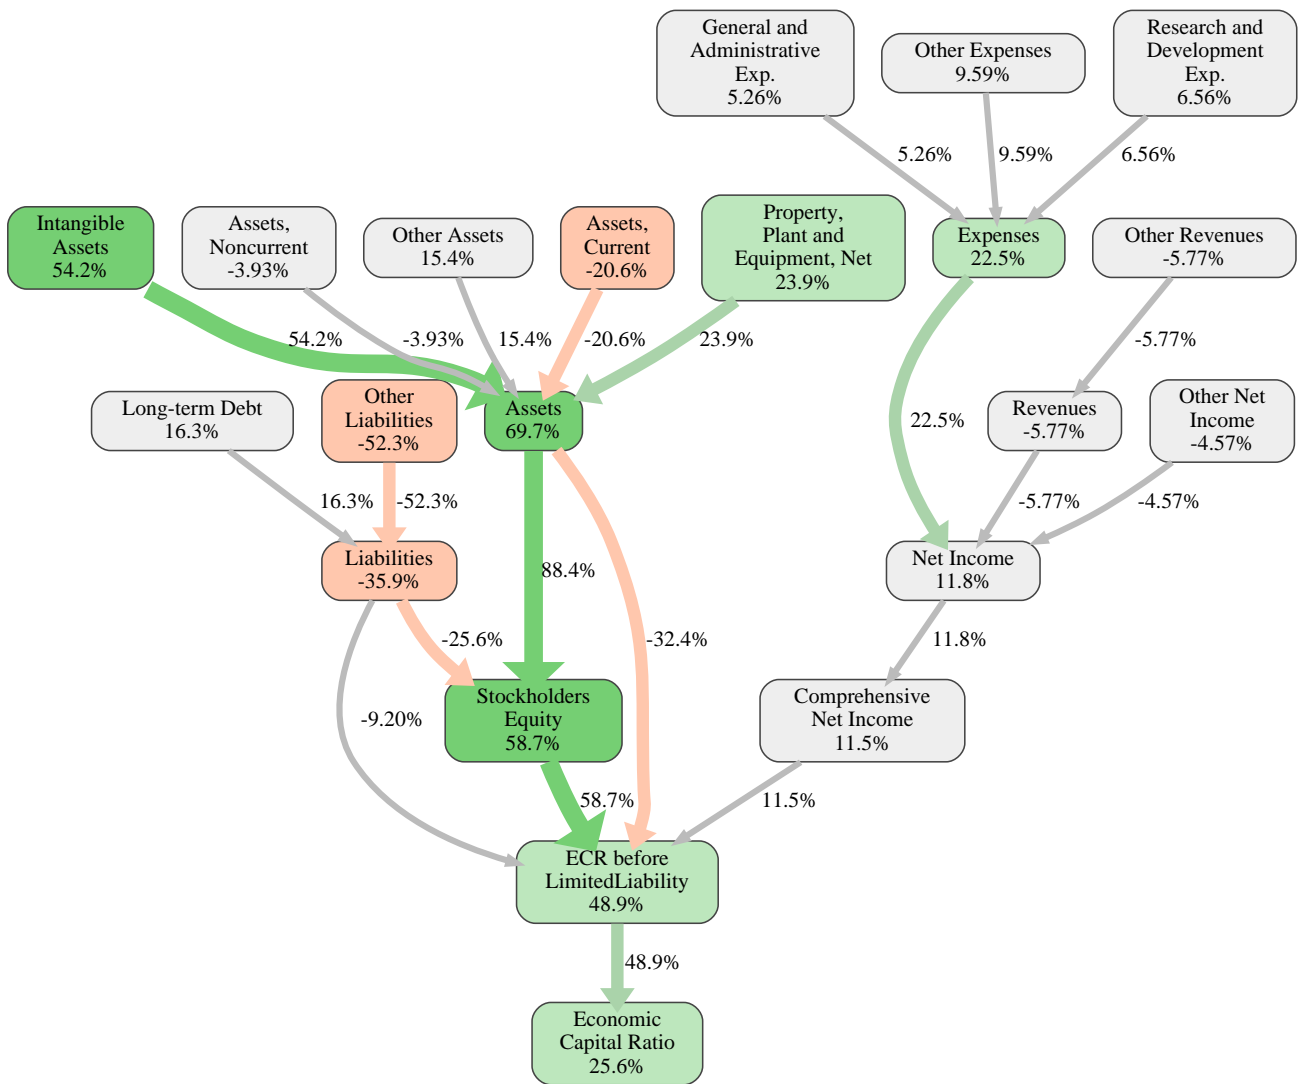 General and
Administrative
Exp.
5.26%
Other Expenses
9.59%
Research and
Development
Exp.
6.56%
5.26%
9.59%
6.56%
Intangible
Assets
54.2%
Assets,
Noncurrent
-3.93%
Other Assets
15.4%
Assets,
Current
-20.6%
Property,
Plant and
Equipment, Net
23.9%
Expenses
22.5%
Other Revenues
-5.77%
54.2%
-3.93%
15.4%
-20.6%
23.9%
-5.77%
Long-term Debt
16.3%
Other
Liabilities
-52.3%
Assets
69.7%
22.5%
Revenues
-5.77%
Other Net
Income
-4.57%
16.3%
-52.3%
-5.77%
-4.57%
Liabilities
-35.9%
88.4%
Net Income
11.8%
-25.6%
-32.4%
11.8%
-9.20%
Stockholders
Equity
58.7%
Comprehensive
Net Income
11.5%
58.7%
11.5%
ECR before
LimitedLiability
48.9%
48.9%
Economic
Capital Ratio
25.6%